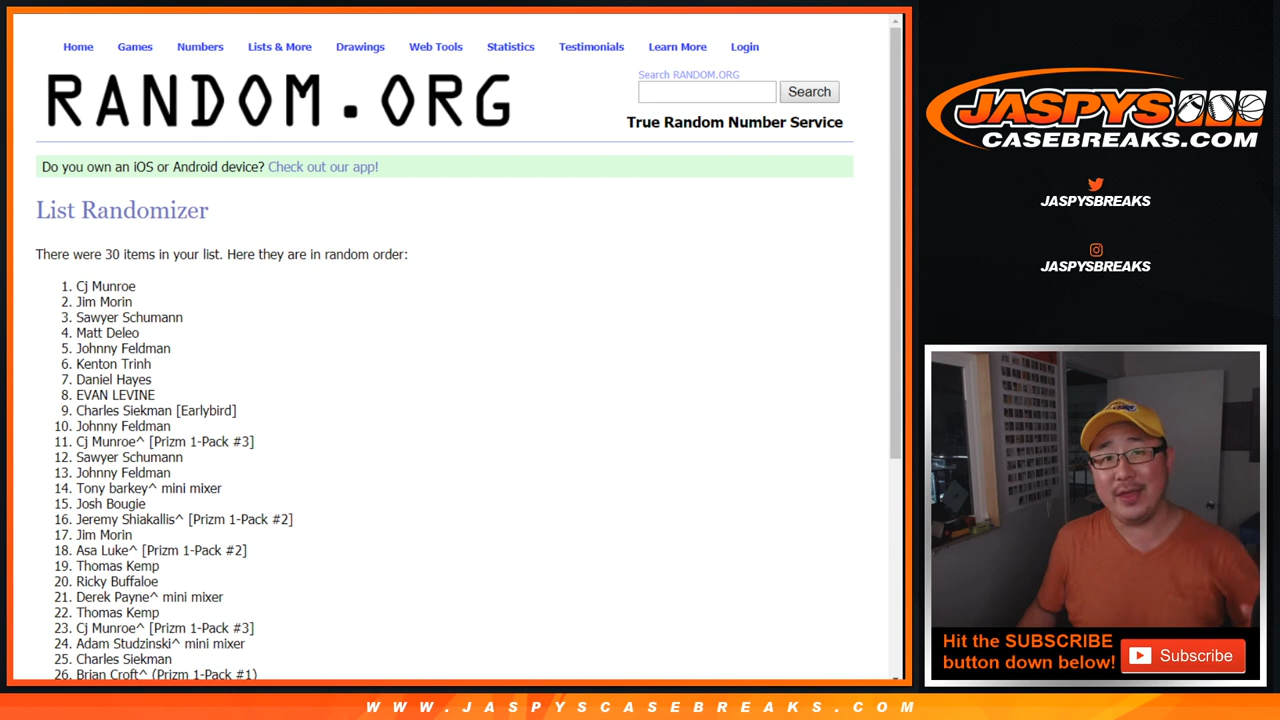 Home Games Numbers Lists & More Drawings Web Tools Statistics Testimonials Learn More Login
RANDOM.ORG
Search RANDOM.ORG
Search
True Random Number Service
Do you own an iOS or Android device? Check out our app!
List Randomizer
There were 30 items in your list. Here they are in random order:
1. Cj Munroe
2. Jim Morin
3. Sawyer Schumann
4. Matt Deleo
5. Johnny Feldman
6. Kenton Trinh
7. Daniel Hayes
8. EVAN LEVINE
9. Charles Siekman [Earlybird]
10. Johnny Feldman
11. Cj Munroe^ [Prizm 1-Pack #3]
12. Sawyer Schumann
13. Johnny Feldman
14. Tony barkey^ mini mixer
15. Josh Bougie
16. Jeremy Shiakallis^ [Prizm 1-Pack #2]
17. Jim Morin
18. Asa Luke^ [Prizm 1-Pack #2]
19. Thomas Kemp
20. Ricky Buffaloe
21. Derek Payne^ mini mixer
22. Thomas Kemp
23. Cj Munroe^ [Prizm 1-Pack #3]
24. Adam Studzinski^ mini mixer
25. Charles Siekman
26. Brian Croft^ (Prizm 1-Pack #1)
JASPYS
CASEBREAKS.COM
JASPYSBREAKS
JASPYSBREAKS
Hit the SUBSCRIBE
button down below!
Subscribe
WWW.JASPYSCASEBREAKS.COM